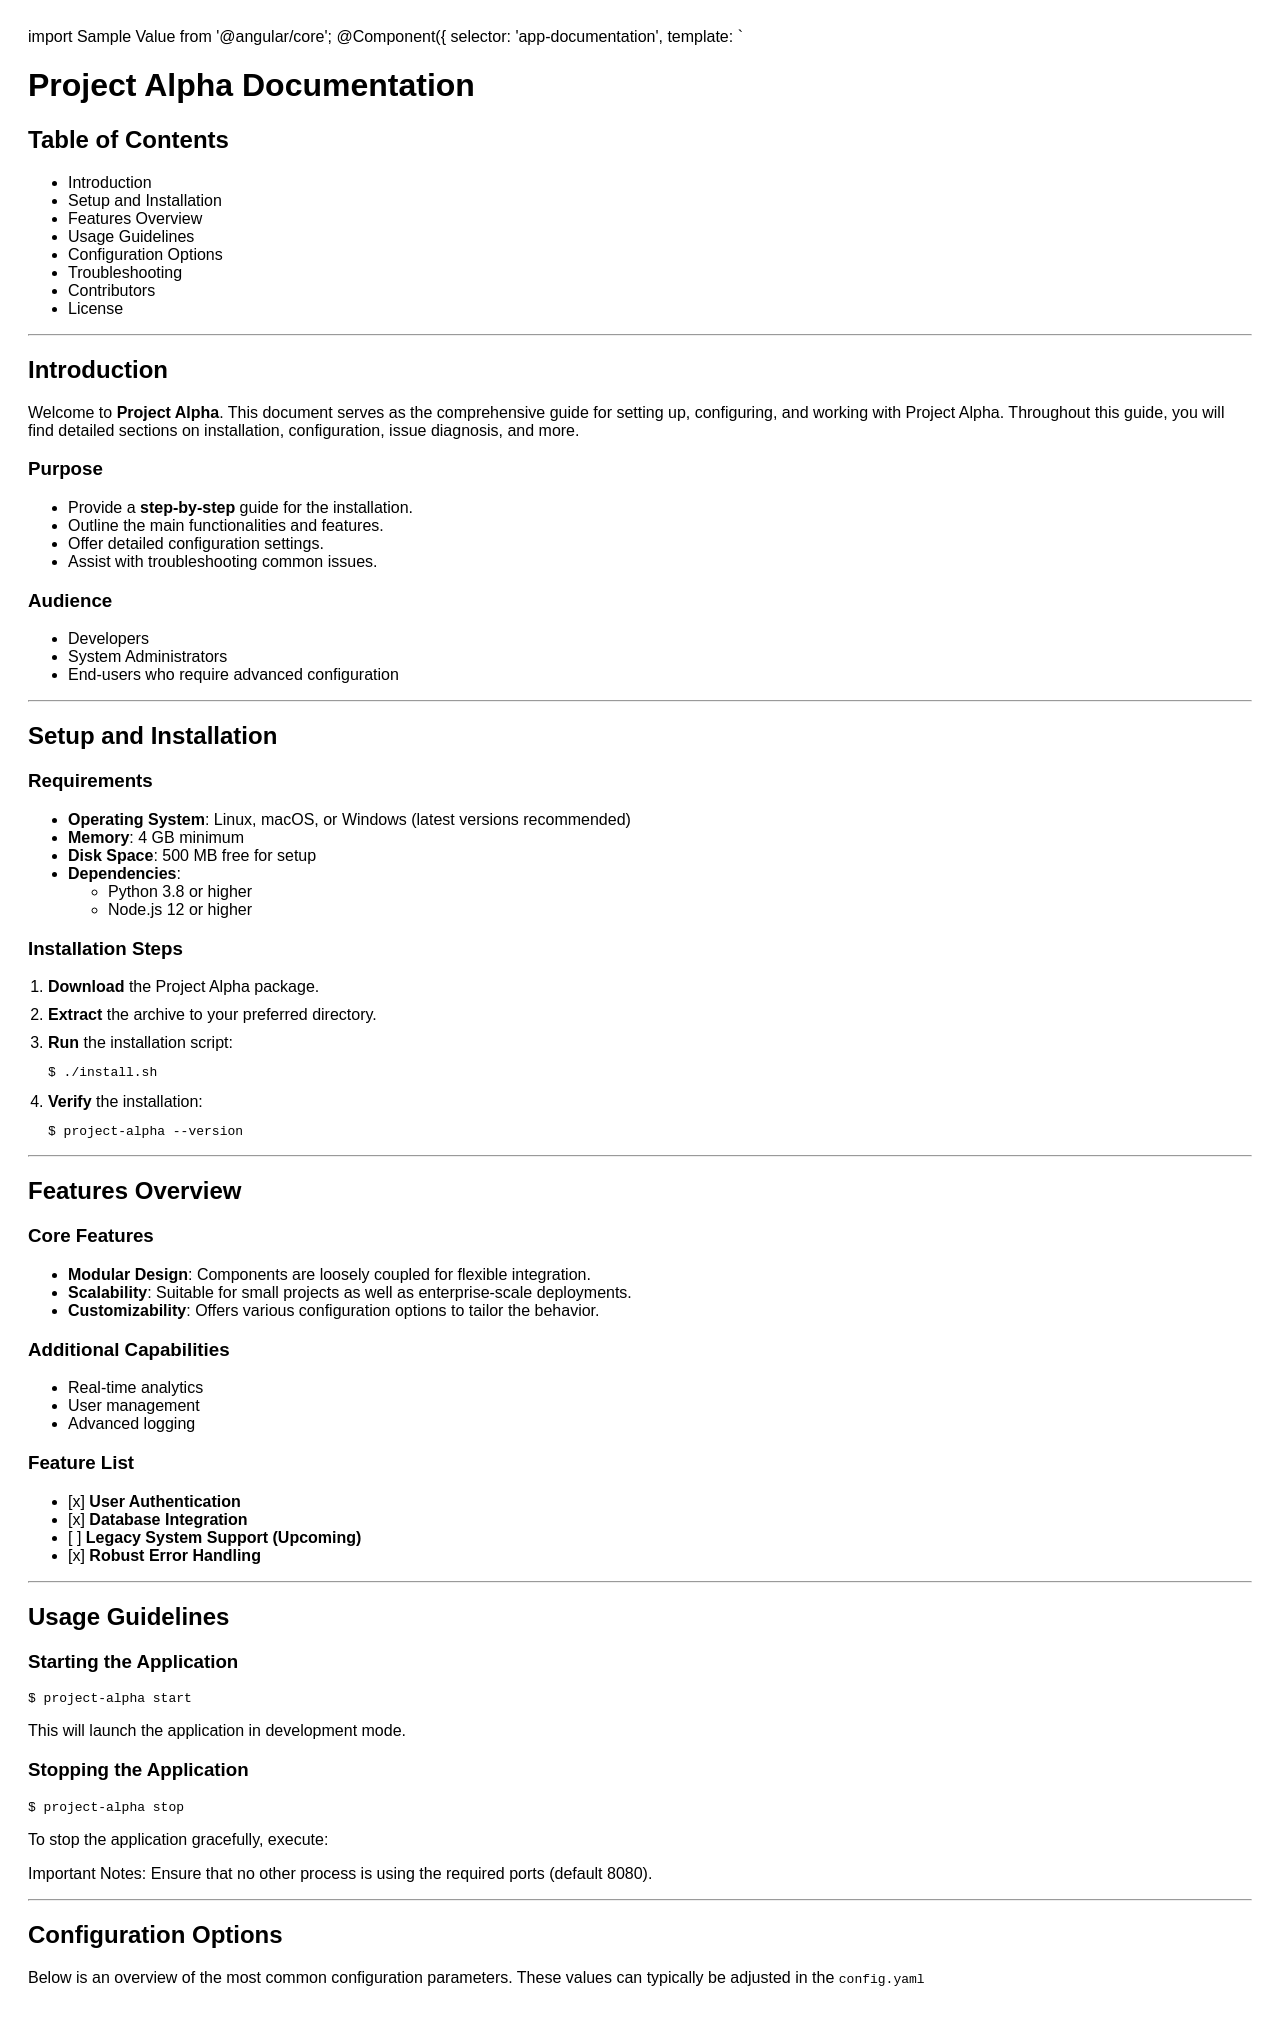 import Sample Value from '@angular/core'; @Component({ selector: 'app-documentation', template: `
Project Alpha Documentation
Table of Contents
Introduction
Setup and Installation
Features Overview
Usage Guidelines
Configuration Options
Troubleshooting
Contributors
License
Introduction
Welcome to Project Alpha. This document serves as the comprehensive guide for setting up, configuring, and working with Project Alpha. Throughout this guide, you will
find detailed sections on installation, configuration, issue diagnosis, and more.
Purpose
Provide a step-by-step guide for the installation.
Outline the main functionalities and features.
Offer detailed configuration settings.
Assist with troubleshooting common issues.
Audience
Developers
System Administrators
End-users who require advanced configuration
Setup and Installation
Requirements
Operating System: Linux, macOS, or Windows (latest versions recommended)
Memory: 4 GB minimum
Disk Space: 500 MB free for setup
Dependencies:
Python 3.8 or higher
Node.js 12 or higher
Installation Steps
1. Download the Project Alpha package.
2. Extract the archive to your preferred directory.
3. Run the installation script:
$ ./install.sh
4. Verify the installation:
$ project-alpha --version
Features Overview
Core Features
Modular Design: Components are loosely coupled for flexible integration.
Scalability: Suitable for small projects as well as enterprise-scale deployments.
Customizability: Offers various configuration options to tailor the behavior.
Additional Capabilities
Real-time analytics
User management
Advanced logging
Feature List
[x] User Authentication
[x] Database Integration
[ ] Legacy System Support (Upcoming)
[x] Robust Error Handling
Usage Guidelines
Starting the Application
$ project-alpha start
This will launch the application in development mode.
Stopping the Application
$ project-alpha stop
To stop the application gracefully, execute:
Important Notes: Ensure that no other process is using the required ports (default 8080).
Configuration Options
Below is an overview of the most common configuration parameters. These values can typically be adjusted in the config.yaml